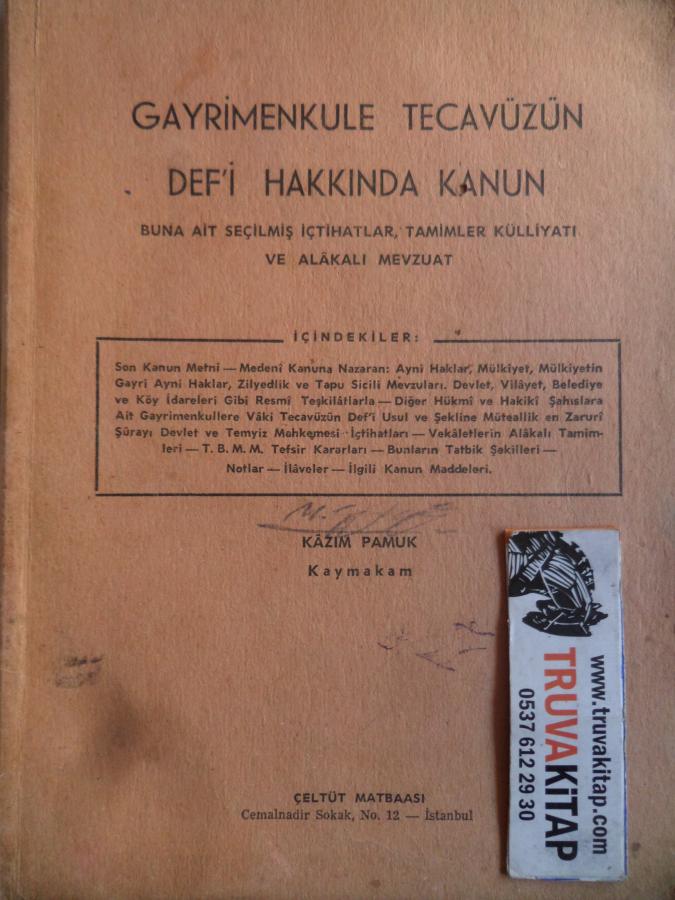 GAYRİMENKULE TECAVÜZÜN
DEF'İ HAKKINDA KANUN
BUNA AİT SEÇİLMİŞ İÇTİHATLAR, TAMİMLER KÜLLİYATI
VE ALÂKALI MEVZUAT
İÇİNDEKİLER:
Son Kanun Metni — Medenî Kanuna Nazaran: Ayni Haklar, Mülkiyet, Mülkiyetin
Gayri Ayni Haklar, Zilyedlik ve Tapu Sicili Mevzuları. Devlet, Vilâyet, Belediye
ve Köy İdareleri Gibi Resmî Teşkilâtlarla — Diğer Hükmî ve Hakikî Şahıslara
Ait Gayrimenkullere Vâki Tecavüzün Def'i Usul ve Şekline Müteallik en Zarurî
Şûrayı Devlet ve Temyiz Mahkemesi İçtihatları — Vekâletlerin Alâkalı Tamim-
leri — T. B. M. M. Tefsir Kararları — Bunların Tatbik Şekilleri —
Notlar — İlâveler — İlgili Kanun Maddeleri.
KÂZIM PAMUK
Kaymakam
ÇELTÜT MATBAASI
Cemalnadir Sokak, No. 12 — İstanbul
www.truvakitap.com
TRUVAKİTAP
0537 612 29 30